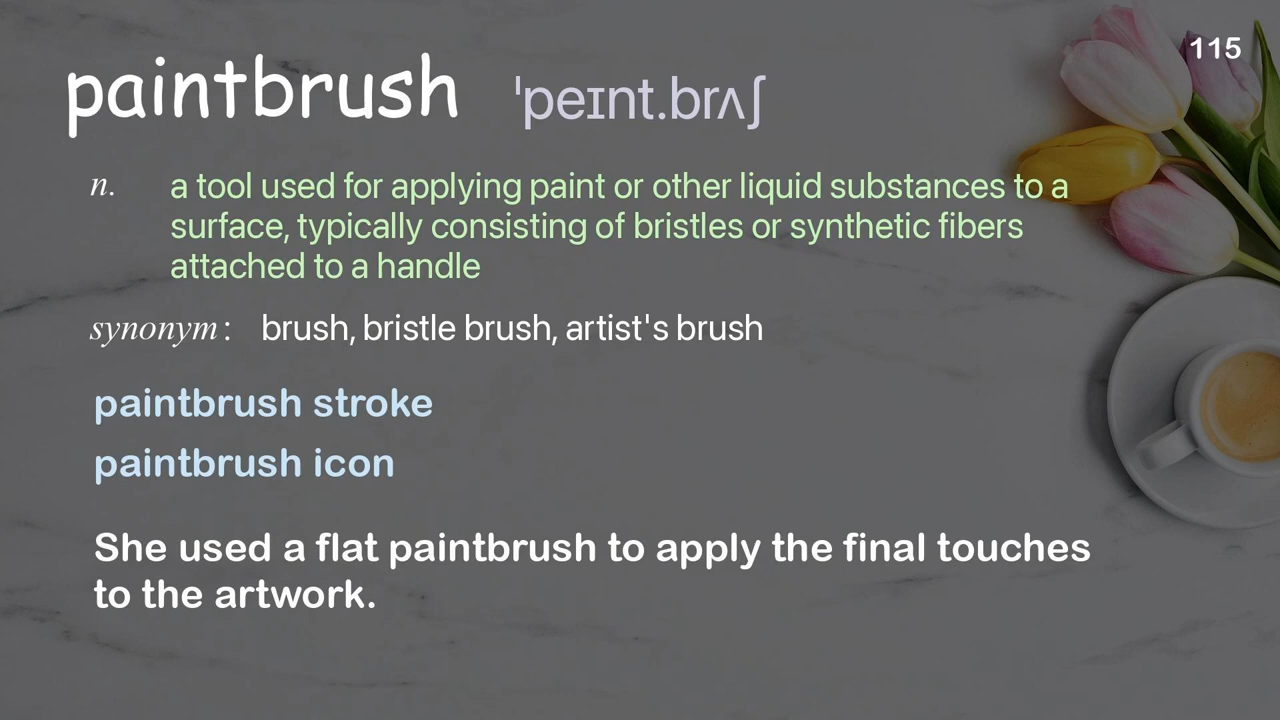 115
paintbrush ˈpeɪnt.brʌʃ
n. a tool used for applying paint or other liquid substances to a
surface, typically consisting of bristles or synthetic fibers
attached to a handle
synonym: brush, bristle brush, artist's brush
paintbrush stroke
paintbrush icon
She used a flat paintbrush to apply the final touches
to the artwork.